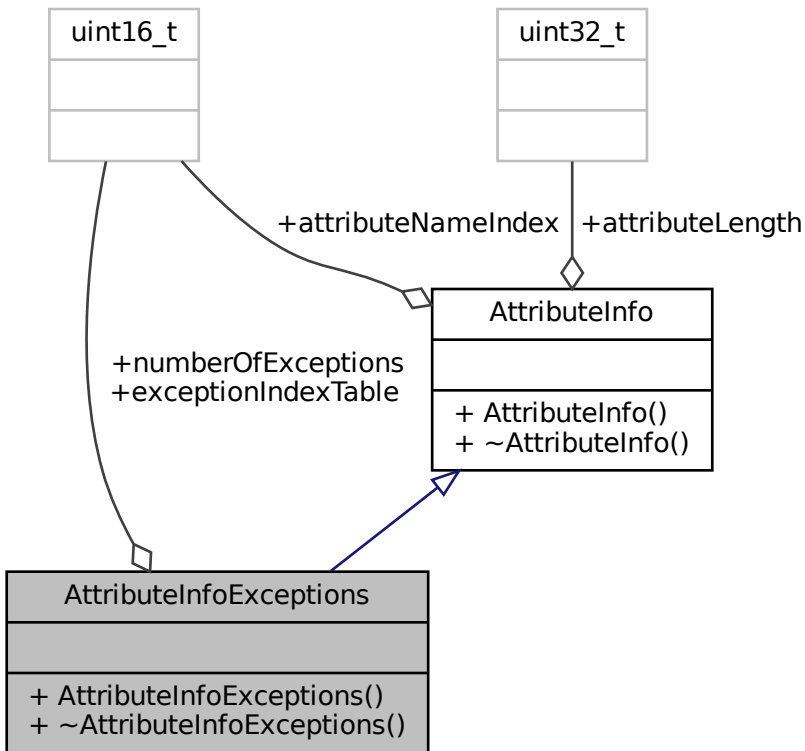 uint16_t
uint32_t
+attributeNameIndex
+attributeLength
AttributeInfo
+numberOfExceptions
+exceptionIndexTable
+ AttributeInfo()
+ ~AttributeInfo()
AttributeInfoExceptions
+ AttributeInfoExceptions()
+ ~AttributeInfoExceptions()